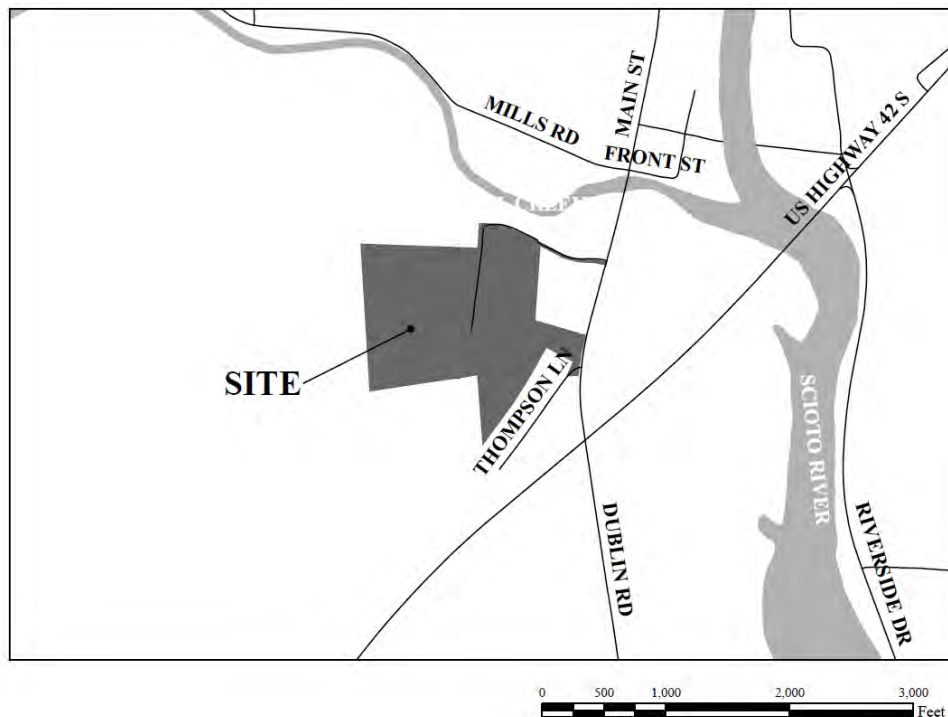 MAIN ST
MILLS RD
FRONT ST
US HIGHWAY 42 S
SITE
THOMPSON LN
SCIOTO RIVER
DUBLIN RD
RIVERSIDE DR
0 500 1,000 2,000 3,000
Feet